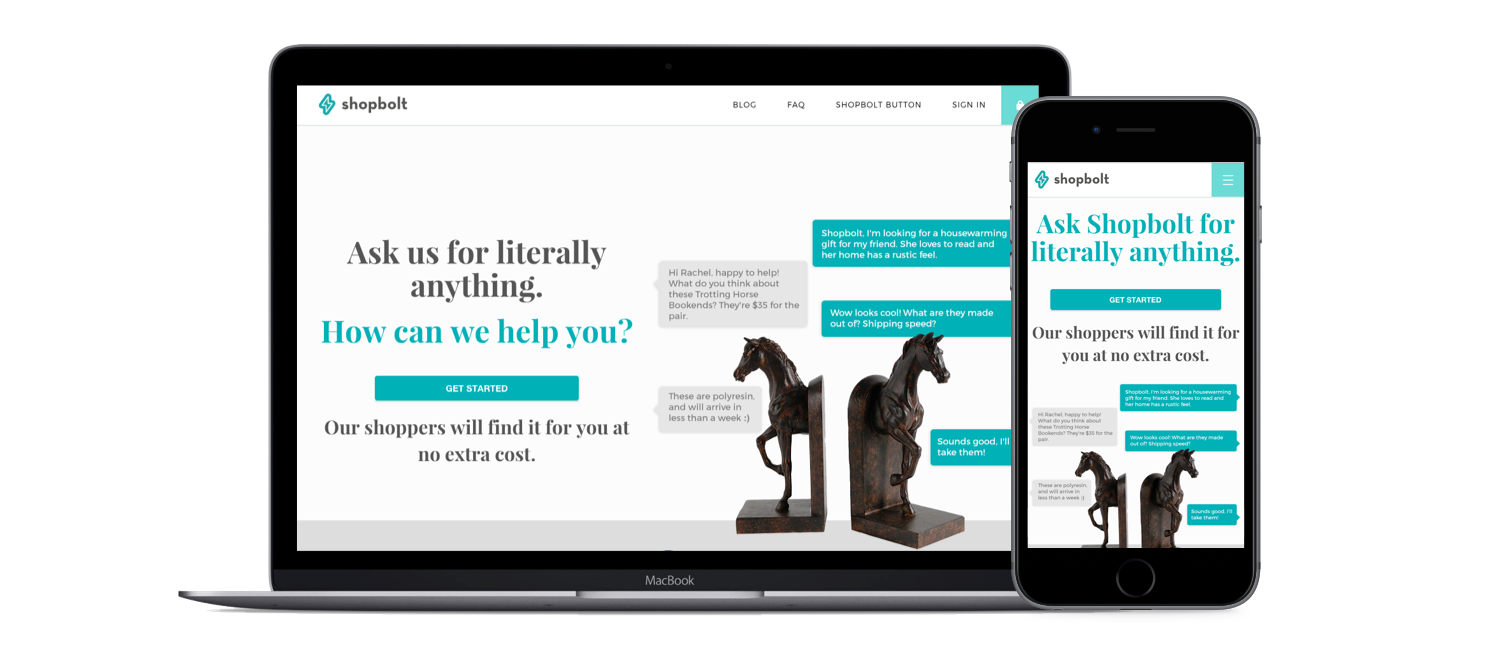 shopbolt
BLOG
FAQ
SHOPBOLT BUTTON
SIGN IN
Ask us for literally
anything.
How can we help you?
GET STARTED
Our shoppers will find it for you at
no extra cost.
Shopbolt, I'm looking for a housewarming
gift for my friend. She loves to read and
her home has a rustic feel.
Hi Rachel, happy to help!
What do you think about
these Trotting Horse
Bookends? They're $35 for the
pair.
Wow looks cool! What are they made
out of? Shipping speed?
These are polyresin,
and will arrive in
less than a week :)
Sounds good, I'll
take them!
MacBook
shopbolt
Ask Shopbolt for
literally anything.
GET STARTED
Our shoppers will find it for
you at no extra cost.
Shopbolt, I'm looking for a housewarming
gift for my friend. She loves to read and
her home has a rustic feel.
Hi Rachel, happy to help!
What do you think about
these Trotting Horse
Bookends? They're $35 for the
pair.
Wow looks cool! What are they made
out of? Shipping speed?
These are polyresin,
and will arrive in
less than a week :)
Sounds good, I'll
take them!